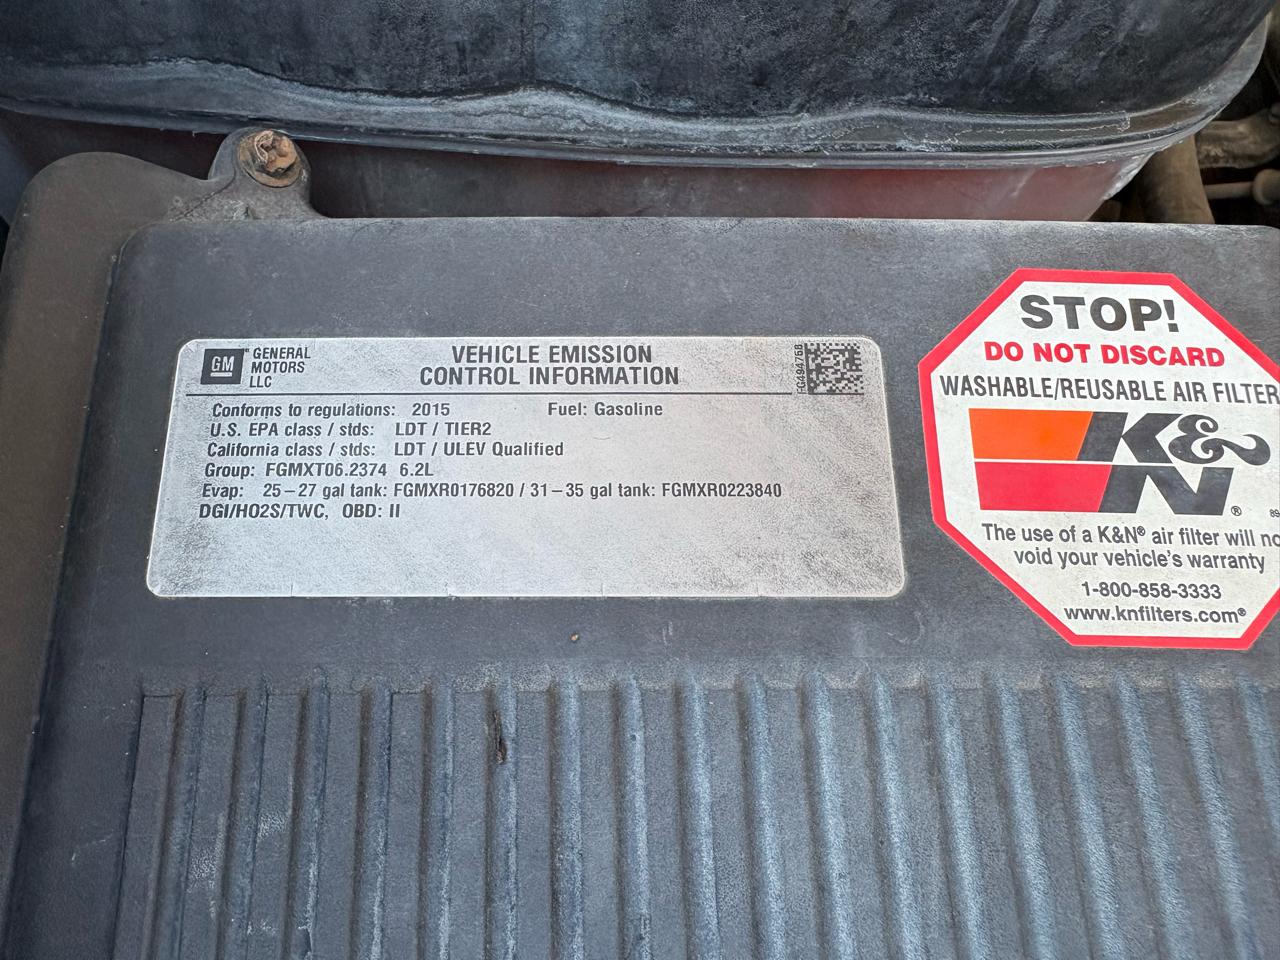 GM GENERAL
MOTORS
LLC
VEHICLE EMISSION
CONTROL INFORMATION
FG494759
Conforms to regulations: 2015 Fuel: Gasoline
U.S. EPA class / stds: LDT / TIER2
California class / stds: LDT / ULEV Qualified
Group: FGMXT06.2374 6.2L
Evap: 25–27 gal tank: FGMXR0176820 / 31–35 gal tank: FGMXR0223840
DGI/HO2S/TWC, OBD: II
STOP!
DO NOT DISCARD
WASHABLE/REUSABLE AIR FILTER
K&N®
The use of a K&N® air filter will
void your vehicle's warranty
1-800-858-3333
www.knfilters.com®